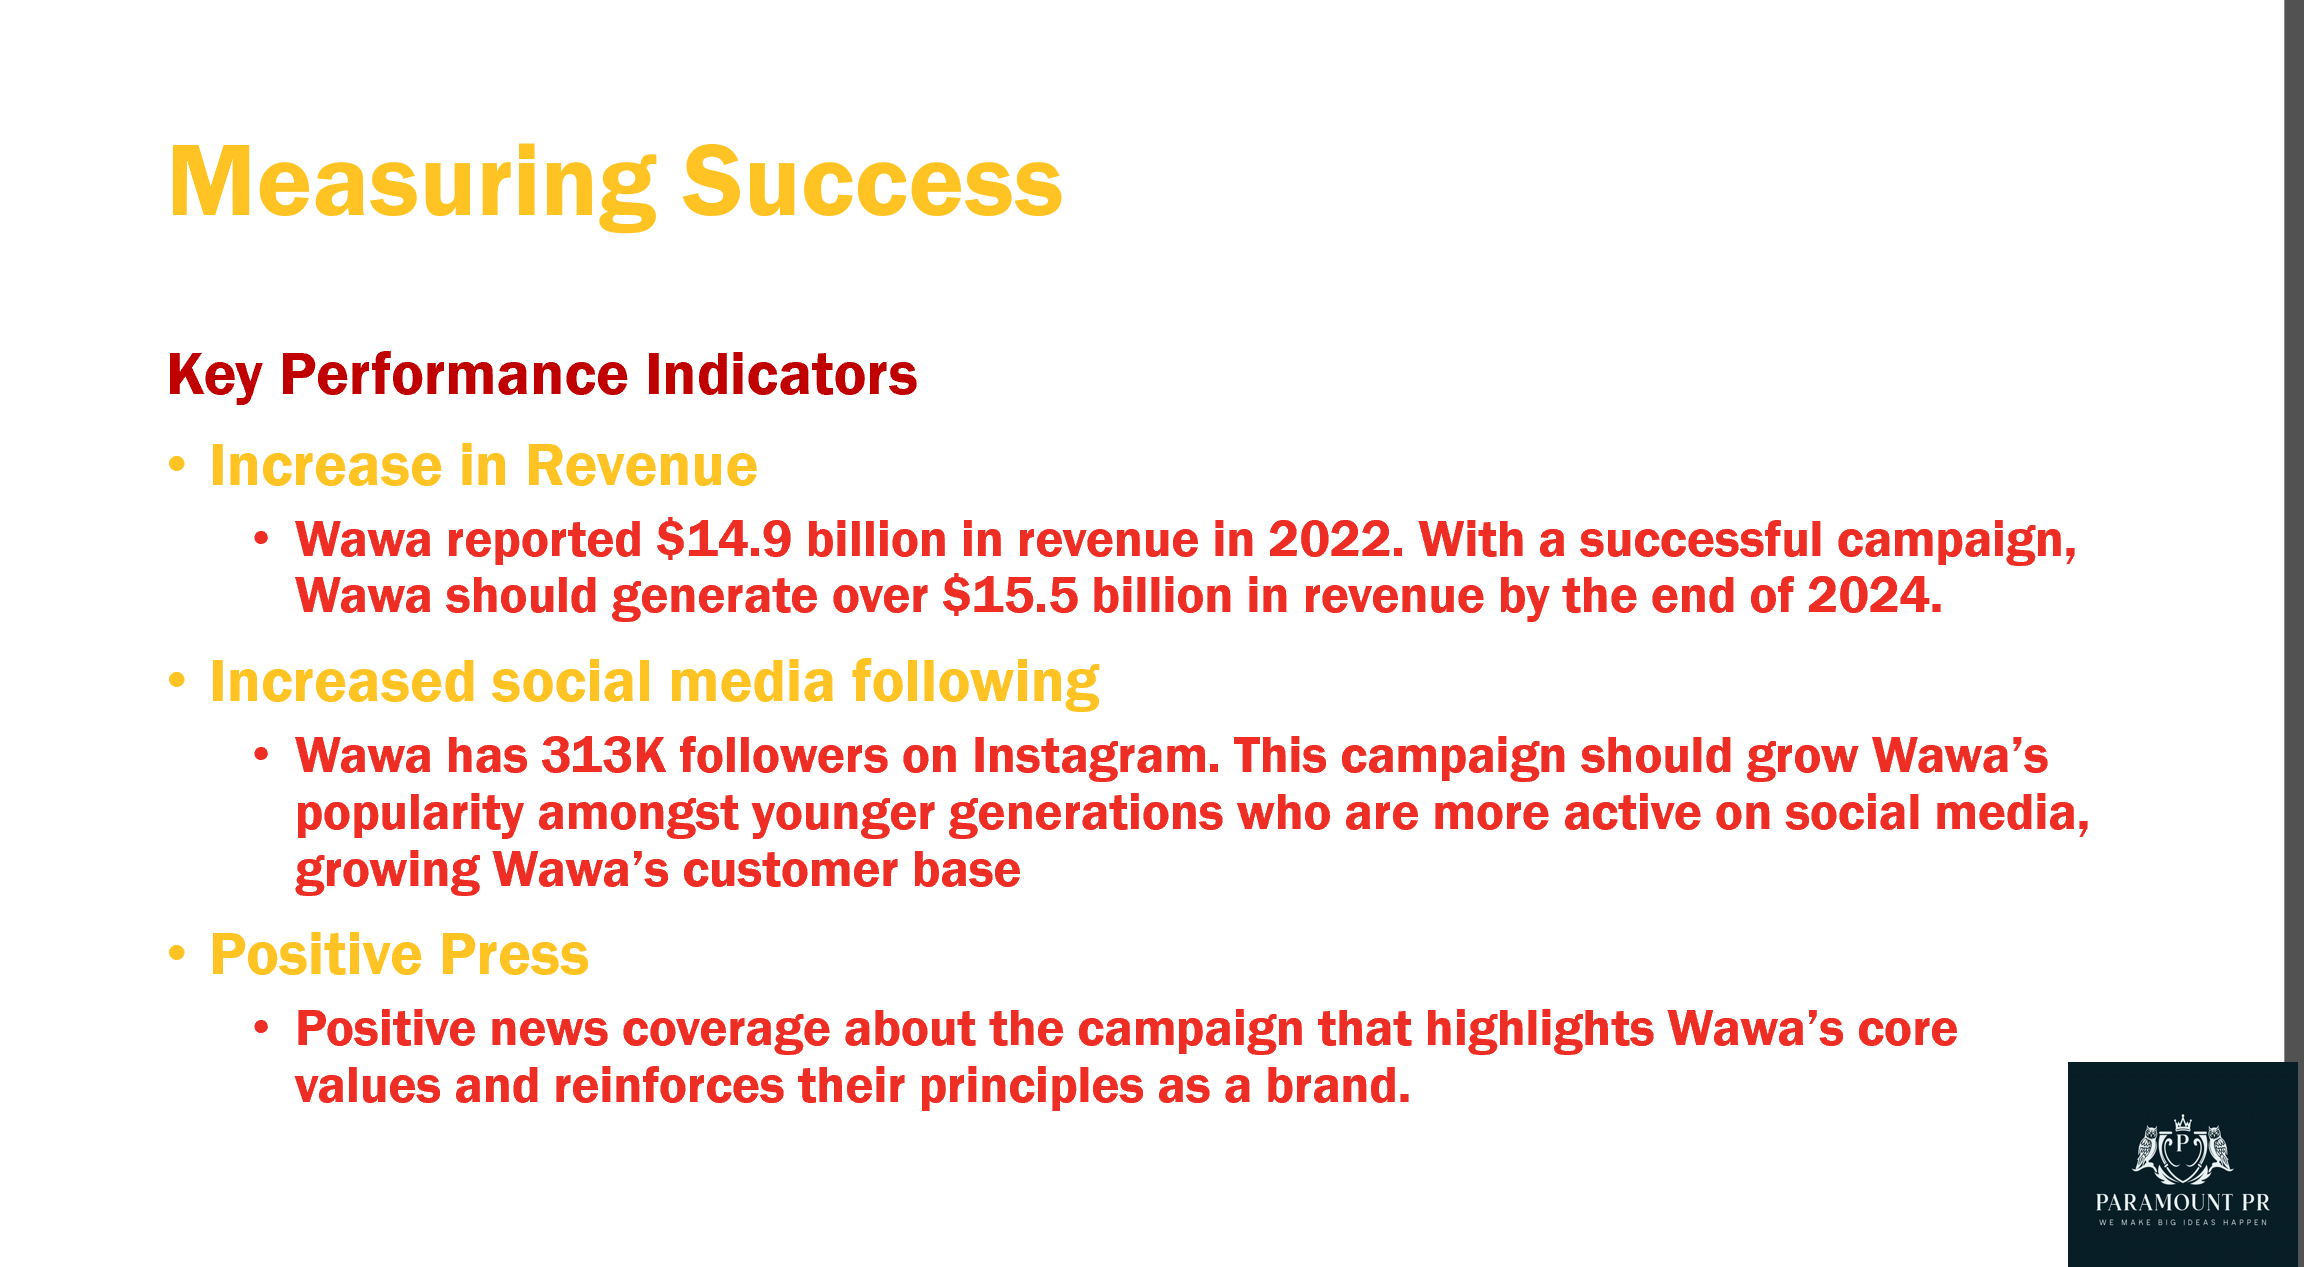 Measuring Success
Key Performance Indicators
• Increase in Revenue
• Wawa reported $14.9 billion in revenue in 2022. With a successful campaign,
Wawa should generate over $15.5 billion in revenue by the end of 2024.
• Increased social media following
• Wawa has 313K followers on Instagram. This campaign should grow Wawa’s
popularity amongst younger generations who are more active on social media,
growing Wawa’s customer base
• Positive Press
• Positive news coverage about the campaign that highlights Wawa’s core
values and reinforces their principles as a brand.
P
PARAMOUNT PR
WE MAKE BIG IDEAS HAPPEN